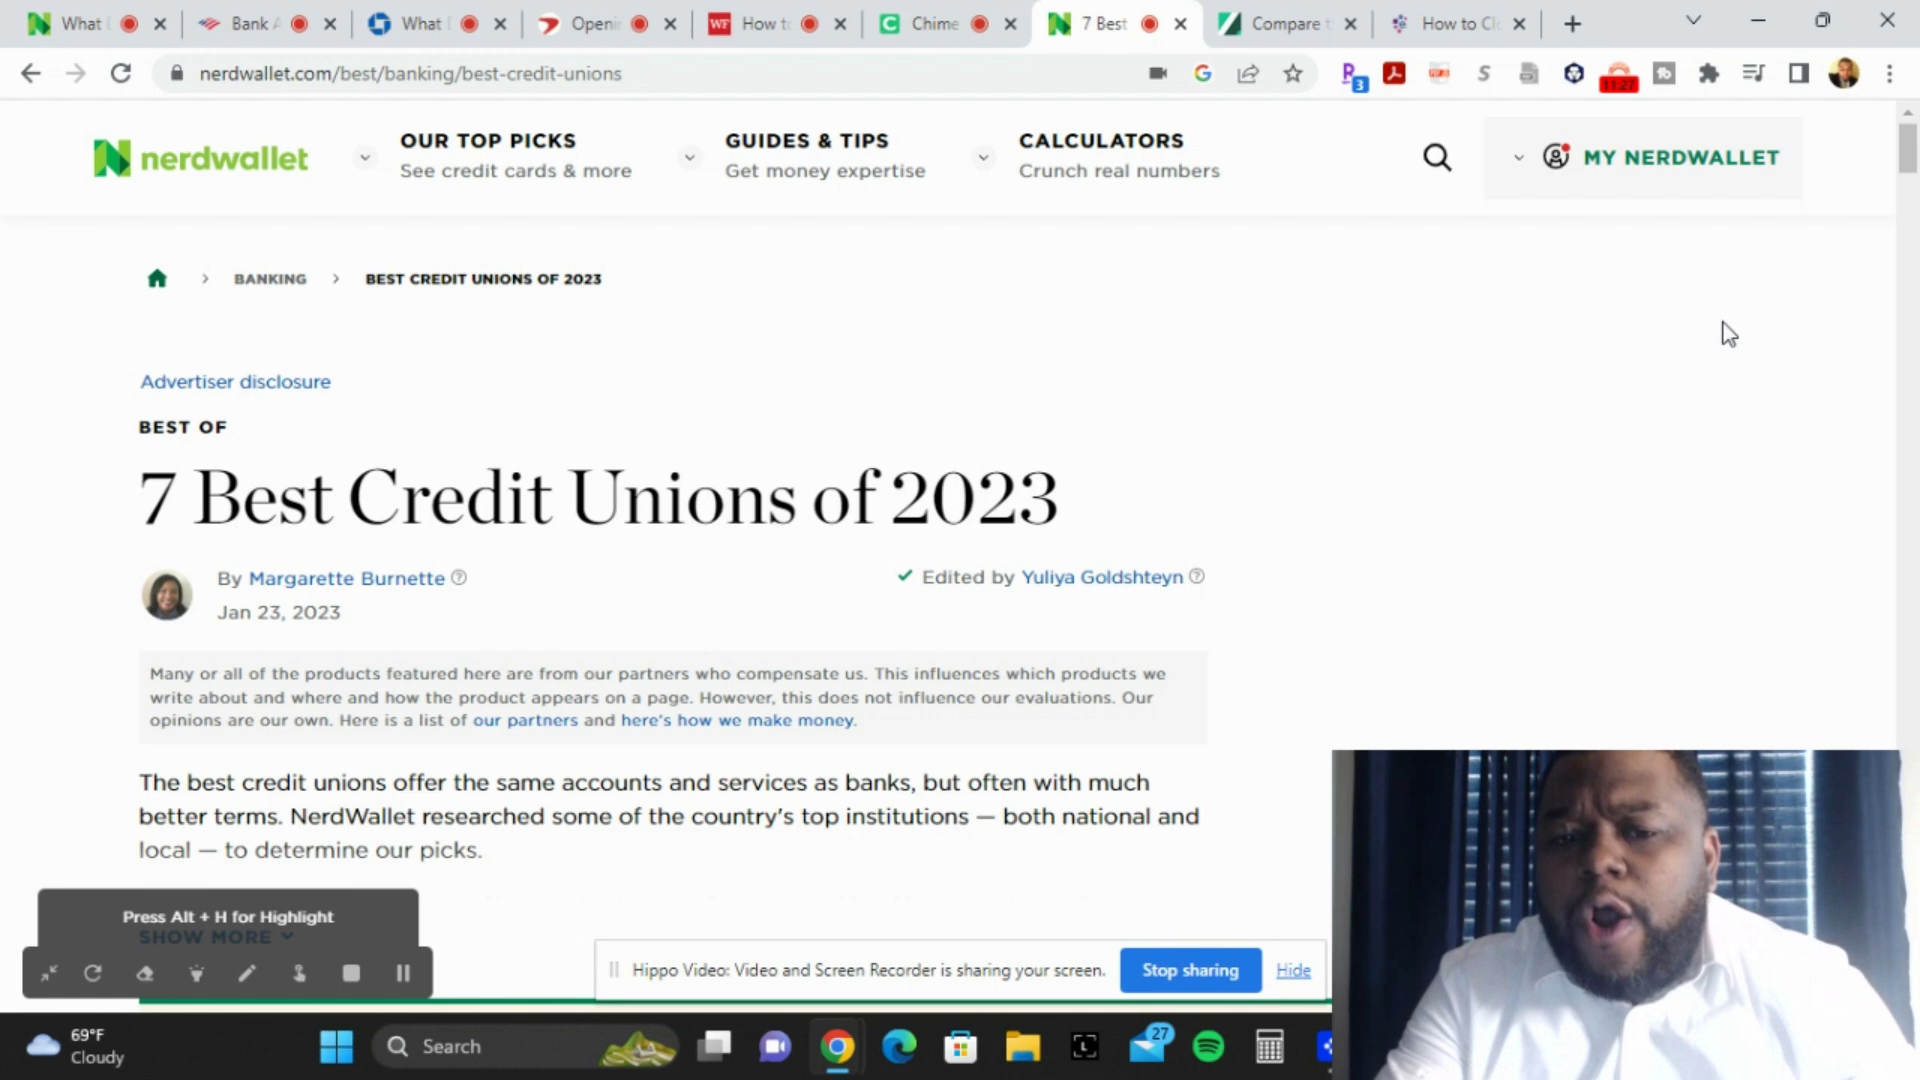 What
Bank
What
Openi
WF
How to
Chime
7 Best
Compare t
How to Cl
nerdwallet.com/best/banking/best-credit-unions
3
11:27
nerdwallet
OUR TOP PICKS
See credit cards & more
GUIDES & TIPS
Get money expertise
CALCULATORS
Crunch real numbers
MY NERDWALLET
BANKING
BEST CREDIT UNIONS OF 2023
Advertiser disclosure
BEST OF
7 Best Credit Unions of 2023
By Margarette Burnette
Jan 23, 2023
Edited by Yuliya Goldshteyn
Many or all of the products featured here are from our partners who compensate us. This influences which products we
write about and where and how the product appears on a page. However, this does not influence our evaluations. Our
opinions are our own. Here is a list of our partners and here's how we make money.
The best credit unions offer the same accounts and services as banks, but often with much
better terms. NerdWallet researched some of the country's top institutions — both national and
local — to determine our picks.
Press Alt + H for Highlight
SHOW MORE
Hippo Video: Video and Screen Recorder is sharing your screen.
Stop sharing
Hide
69°F
Cloudy
Search
27